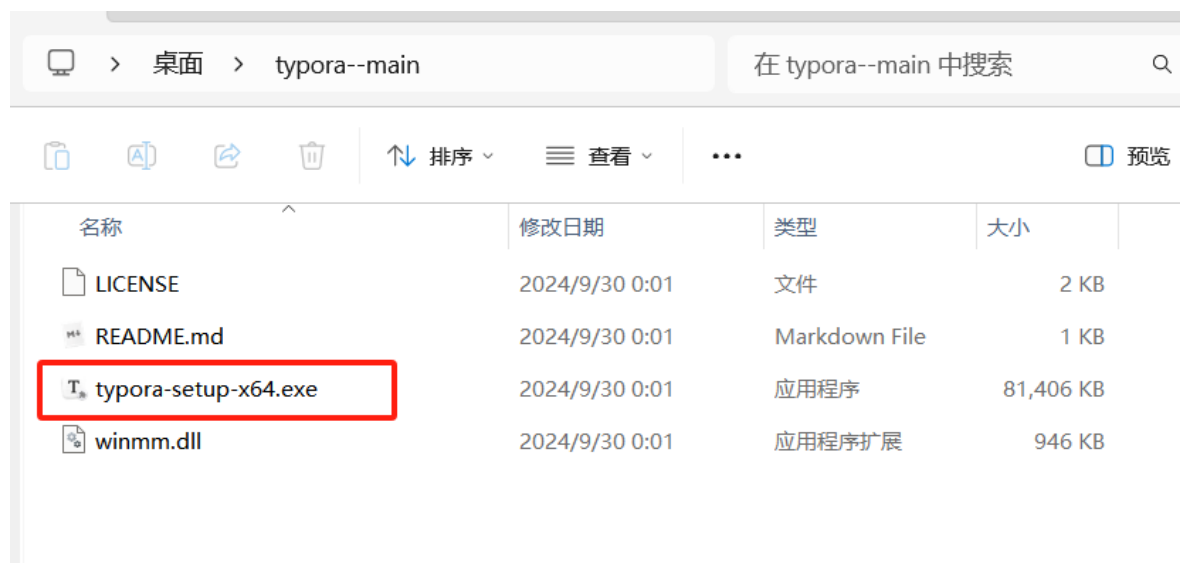 桌面 typora--main 在 typora--main 中搜索
排序 查看 预览
名称 修改日期 类型 大小
LICENSE 2024/9/30 0:01 文件 2 KB
README.md 2024/9/30 0:01 Markdown File 1 KB
typora-setup-x64.exe 2024/9/30 0:01 应用程序 81,406 KB
winmm.dll 2024/9/30 0:01 应用程序扩展 946 KB